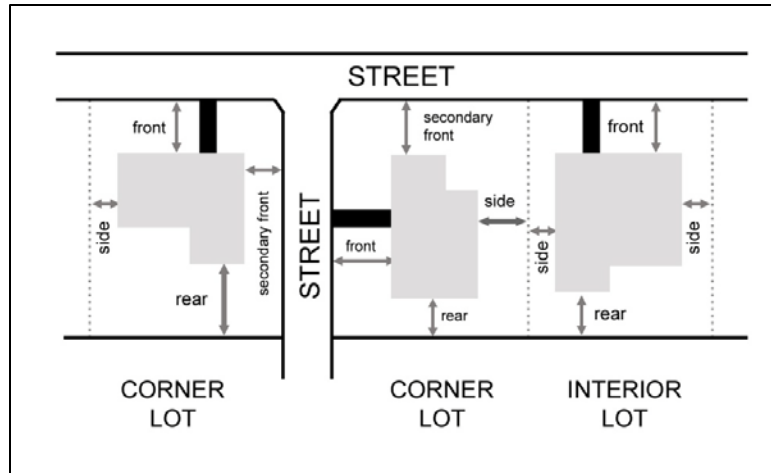 STREET
front
secondary
front
front
side
secondary front
STREET
side
front
side
side
rear
rear
rear
CORNER
LOT
CORNER
LOT
INTERIOR
LOT